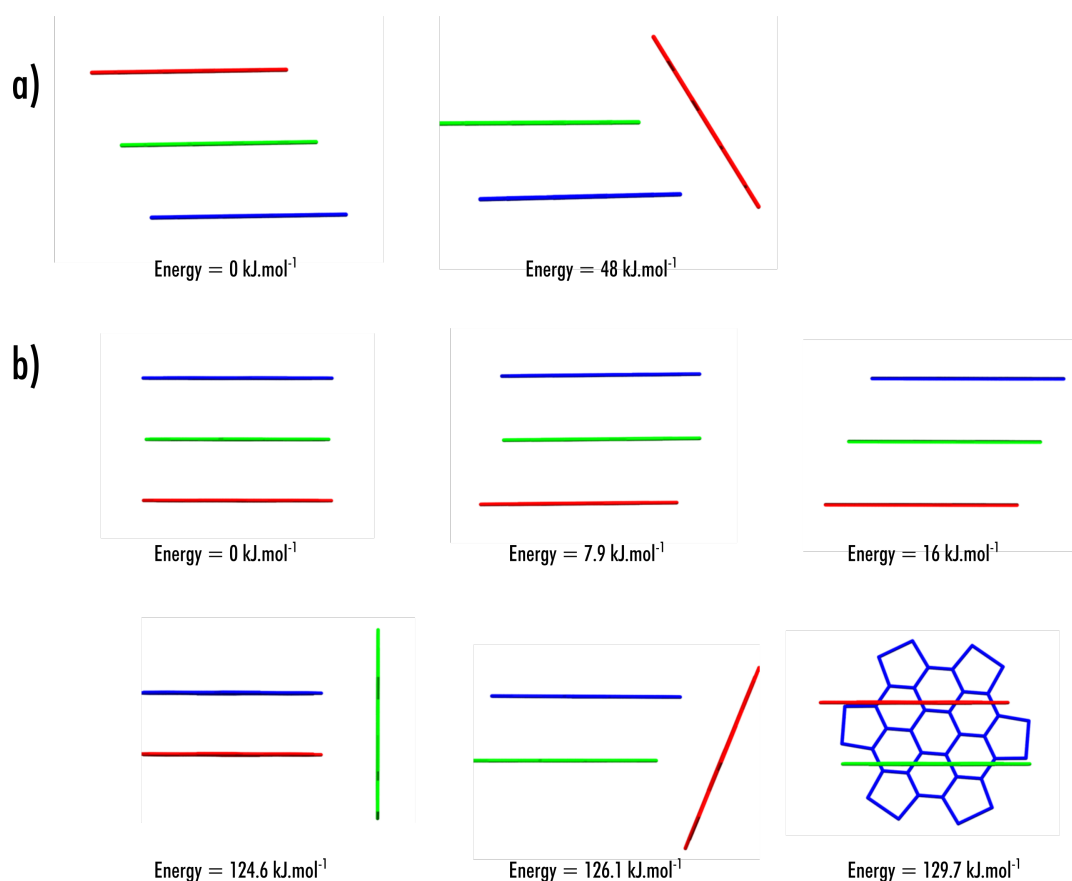 a)
Energy = 0 kJ.mol⁻¹
Energy = 48 kJ.mol⁻¹
b)
Energy = 0 kJ.mol⁻¹
Energy = 7.9 kJ.mol⁻¹
Energy = 16 kJ.mol⁻¹
Energy = 124.6 kJ.mol⁻¹
Energy = 126.1 kJ.mol⁻¹
Energy = 129.7 kJ.mol⁻¹